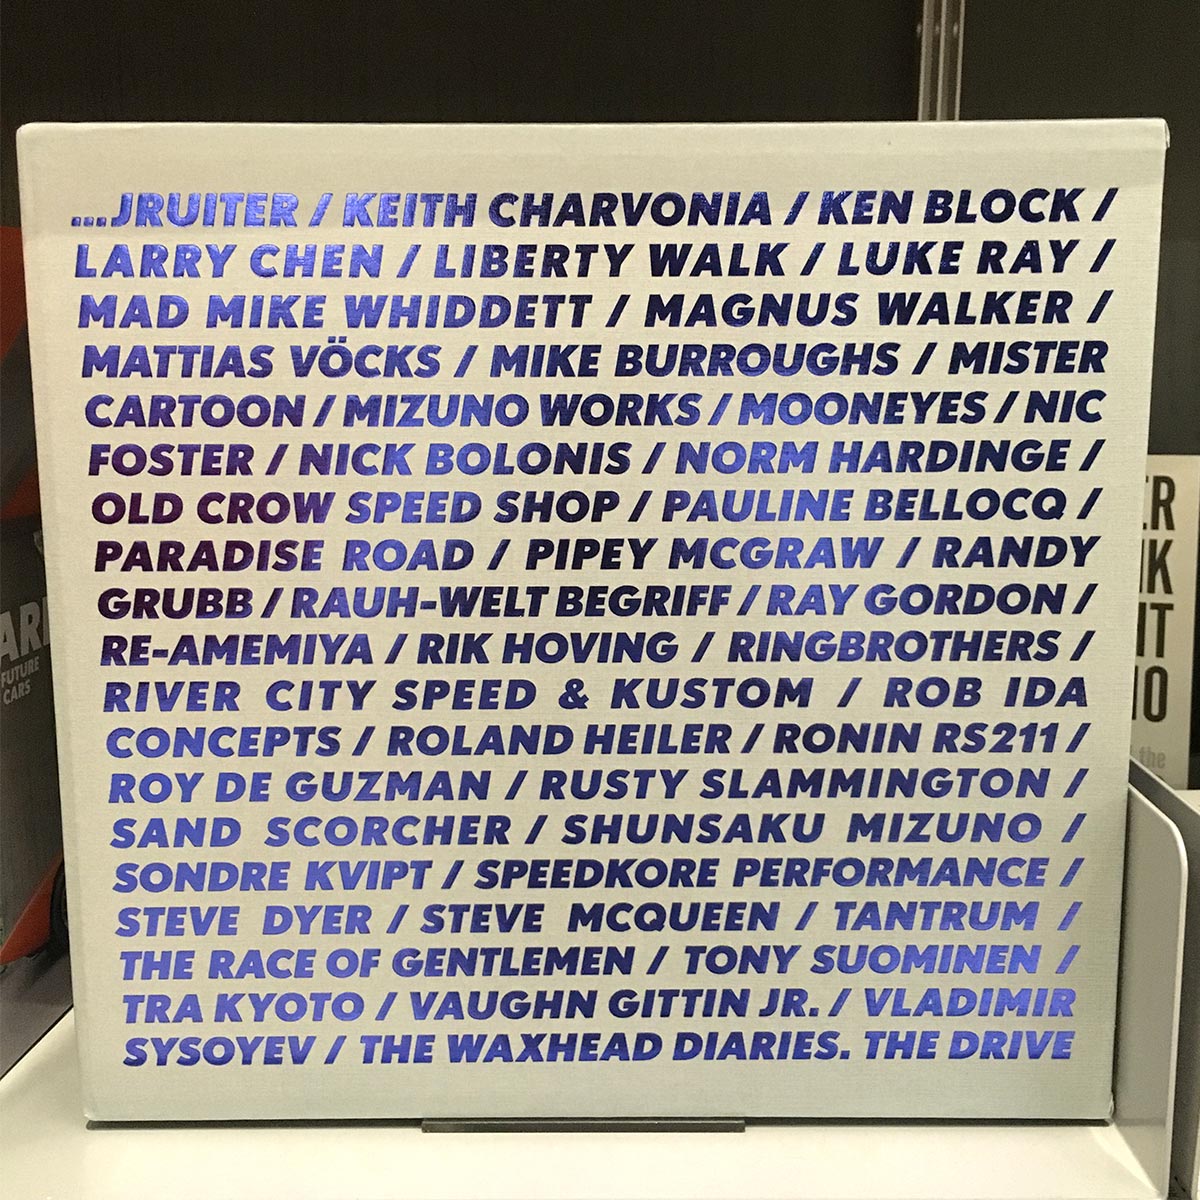 ...JRUITER / KEITH CHARVONIA / KEN BLOCK /
LARRY CHEN / LIBERTY WALK / LUKE RAY /
MAD MIKE WHIDDETT / MAGNUS WALKER /
MATTIAS VÖCKS / MIKE BURROUGHS / MISTER
CARTOON / MIZUNO WORKS / MOONEYES / NIC
FOSTER / NICK BOLONIS / NORM HARDINGE /
OLD CROW SPEED SHOP / PAULINE BELLOCQ /
PARADISE ROAD / PIPEY MCGRAW / RANDY
GRUBB / RAUH-WELT BEGRIFF / RAY GORDON /
RE-AMEMIYA / RIK HOVING / RINGBROTHERS /
RIVER CITY SPEED & KUSTOM / ROB IDA
CONCEPTS / ROLAND HEILER / RONIN RS211 /
ROY DE GUZMAN / RUSTY SLAMMINGTON /
SAND SCORCHER / SHUNSAKU MIZUNO /
SONDRE KVIPT / SPEEDKORE PERFORMANCE /
STEVE DYER / STEVE MCQUEEN / TANTRUM /
THE RACE OF GENTLEMEN / TONY SUOMINEN /
TRA KYOTO / VAUGHN GITTIN JR. / VLADIMIR
SYSOYEV / THE WAXHEAD DIARIES. THE DRIVE
FUTURE
CARS
the